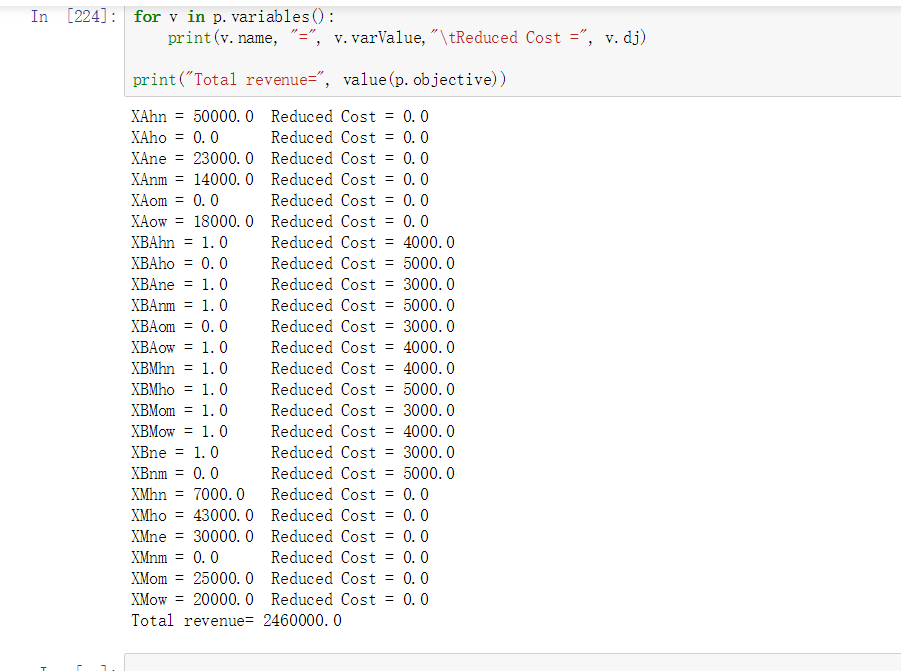 In [224]: for v in p.variables():
print(v.name, "=", v.varValue,"\tReduced Cost =", v.dj)
print("Total revenue=", value(p.objective))
XAhn = 50000.0 Reduced Cost = 0.0
XAho = 0.0 Reduced Cost = 0.0
XAne = 23000.0 Reduced Cost = 0.0
XAnm = 14000.0 Reduced Cost = 0.0
XAom = 0.0 Reduced Cost = 0.0
XAow = 18000.0 Reduced Cost = 0.0
XBAhn = 1.0 Reduced Cost = 4000.0
XBAho = 0.0 Reduced Cost = 5000.0
XBAne = 1.0 Reduced Cost = 3000.0
XBAnm = 1.0 Reduced Cost = 5000.0
XBAom = 0.0 Reduced Cost = 3000.0
XBAow = 1.0 Reduced Cost = 4000.0
XBMhn = 1.0 Reduced Cost = 4000.0
XBMho = 1.0 Reduced Cost = 5000.0
XBMom = 1.0 Reduced Cost = 3000.0
XBMow = 1.0 Reduced Cost = 4000.0
XBne = 1.0 Reduced Cost = 3000.0
XBnm = 0.0 Reduced Cost = 5000.0
XMhn = 7000.0 Reduced Cost = 0.0
XMho = 43000.0 Reduced Cost = 0.0
XMne = 30000.0 Reduced Cost = 0.0
XMnm = 0.0 Reduced Cost = 0.0
XMom = 25000.0 Reduced Cost = 0.0
XMow = 20000.0 Reduced Cost = 0.0
Total revenue= 2460000.0